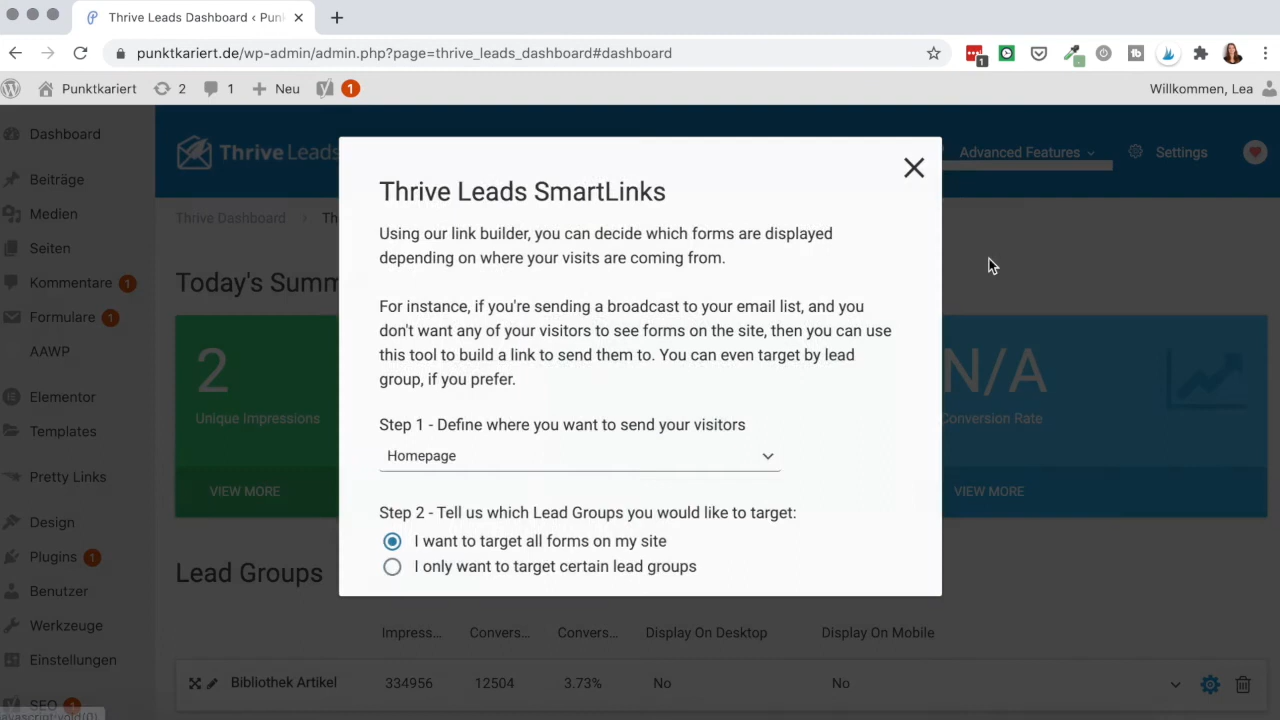 Thrive Leads Dashboard ‹ Punk
punktkariert.de/wp-admin/admin.php?page=thrive_leads_dashboard#dashboard
1
Punktkariert
2
1
Neu
1
Willkommen, Lea
Dashboard
Beiträge
Medien
Seiten
Kommentare 1
Formulare 1
AAWP
Elementor
Templates
Pretty Links
Design
Plugins 1
Benutzer
Werkzeuge
Einstellungen
SEO
javascript:void(0)
Thrive Leads
Advanced Features
Settings
Thrive Dashboard
Th
Today's Summ
2
Unique Impressions
VIEW MORE
N/A
Conversion Rate
VIEW MORE
Thrive Leads SmartLinks
Using our link builder, you can decide which forms are displayed
depending on where your visits are coming from.
For instance, if you're sending a broadcast to your email list, and you
don't want any of your visitors to see forms on the site, then you can use
this tool to build a link to send them to. You can even target by lead
group, if you prefer.
Step 1 - Define where you want to send your visitors
Homepage
Step 2 - Tell us which Lead Groups you would like to target:
I want to target all forms on my site
I only want to target certain lead groups
Lead Groups
Impress... Convers... Convers... Display On Desktop Display On Mobile
Bibliothek Artikel 334956 12504 3.73% No No